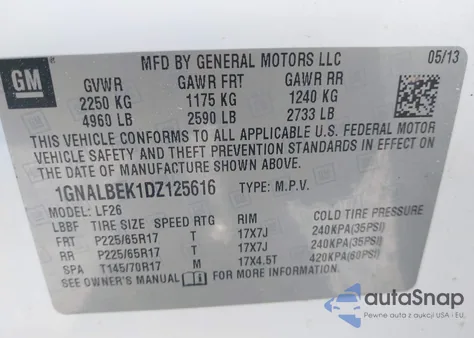 GM
MFD BY GENERAL MOTORS LLC 05/13
GVWR GAWR FRT GAWR RR
2250 KG 1175 KG 1240 KG
4960 LB 2590 LB 2733 LB
THIS VEHICLE CONFORMS TO ALL APPLICABLE U.S. FEDERAL MOTOR
VEHICLE SAFETY AND THEFT PREVENTION STANDARDS IN EFFECT ON
THE DATE OF MANUFACTURE SHOWN ABOVE.
1GNALBEK1DZ125616 TYPE: M.P.V.
MODEL: LF26
LBBF TIRE SIZE SPEED RTG RIM COLD TIRE PRESSURE
FRT P225/65R17 T 17X7J 240KPA(35PSI)
RR P225/65R17 T 17X7J 240KPA(35PSI)
SPA T145/70R17 M 17X4.5T 420KPA(60PSI)
SEE OWNER'S MANUAL FOR MORE INFORMATION.
autoSnap
Pewne auta z USA i EU.